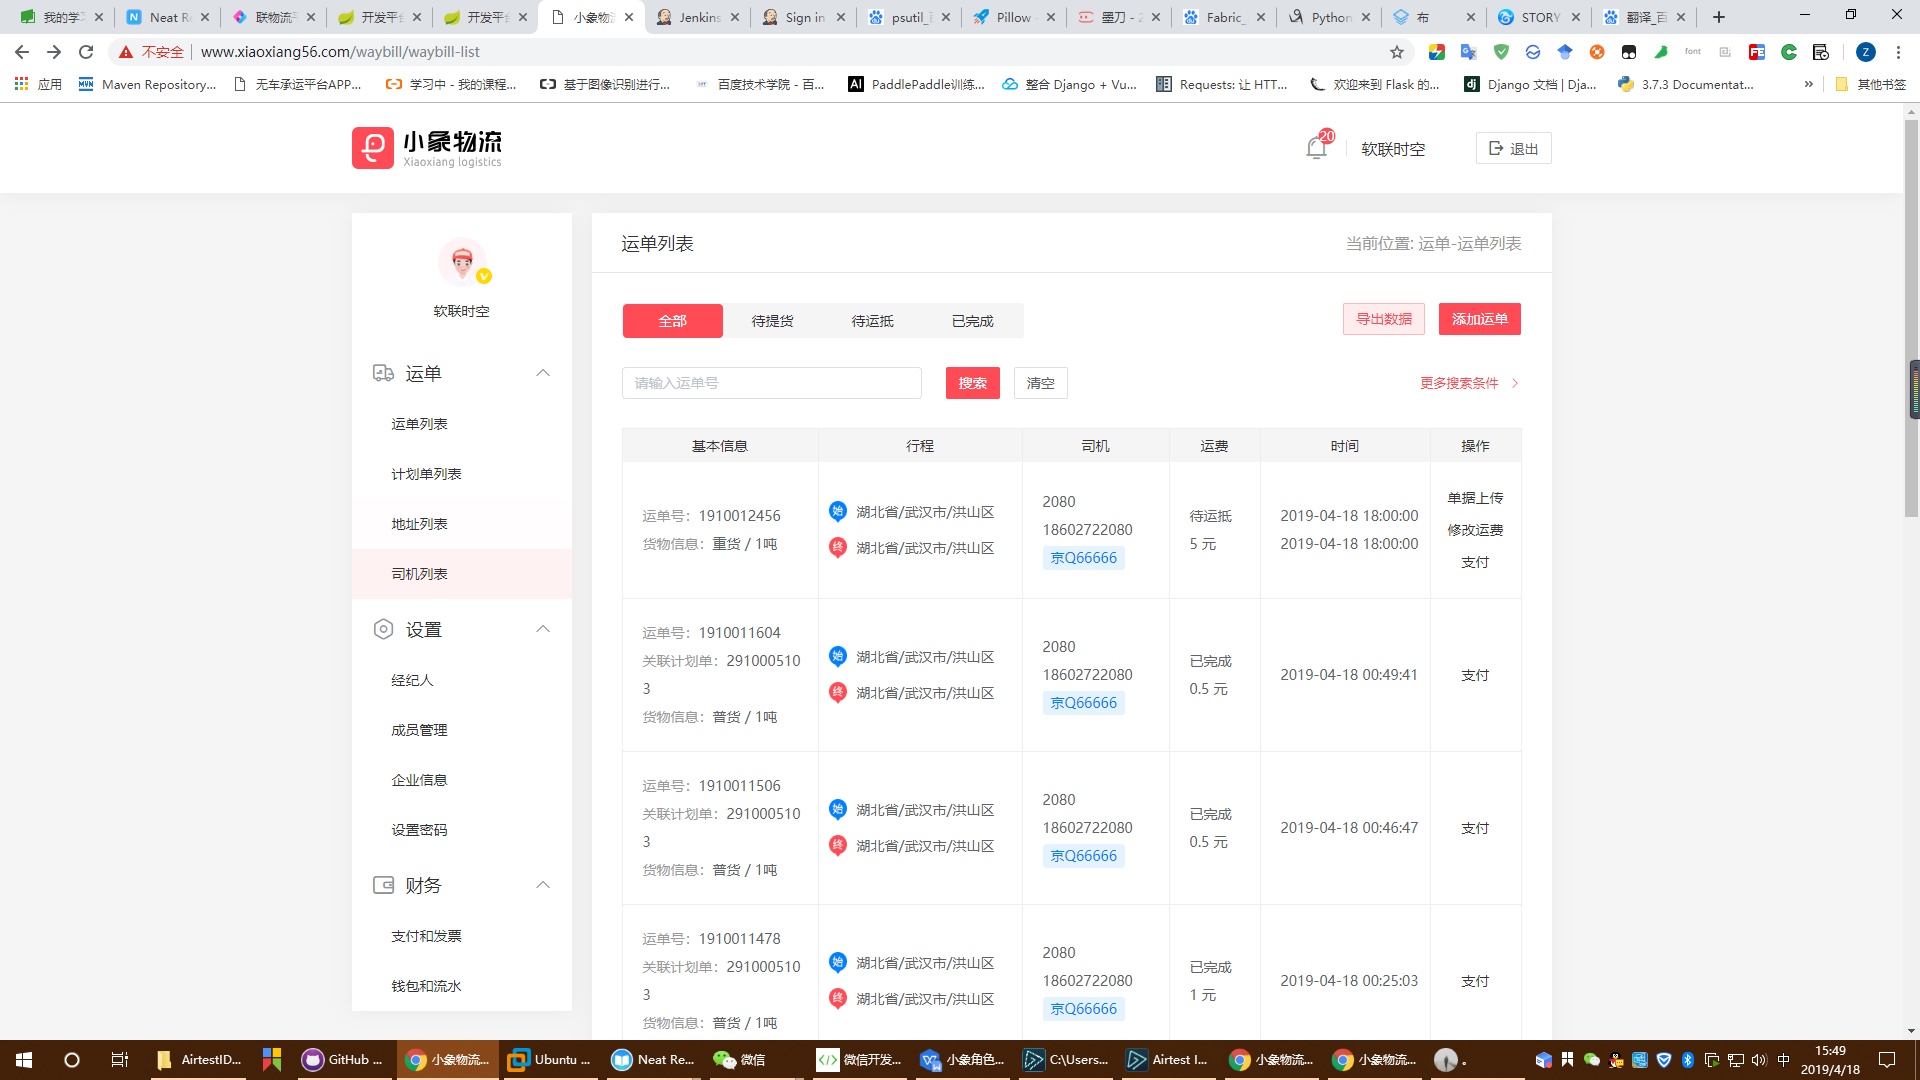 我的学
Neat R
联物流
开发平台
开发平台
小象物流
Jenkins
Sign in
psutil_
Pillow
墨刀 - 2
Fabric_
Python
布
STORY
翻译_百
不安全
www.xiaoxiang56.com/waybill/waybill-list
应用
Maven Repository...
无车承运平台APP...
学习中 - 我的课程...
基于图像识别进行...
百度技术学院 - 百...
PaddlePaddle训练...
整合 Django + Vu...
Requests: 让 HTT...
欢迎来到 Flask 的...
Django 文档 | Dja...
3.7.3 Documentat...
»
其他书签
小象物流
Xiaoxiang logistics
20
软联时空
退出
软联时空
运单
运单列表
计划单列表
地址列表
司机列表
设置
经纪人
成员管理
企业信息
设置密码
财务
支付和发票
钱包和流水
运单列表
当前位置: 运单-运单列表
全部 待提货 待运抵 已完成
导出数据 添加运单
请输入运单号 搜索 清空
更多搜索条件
基本信息 行程 司机 运费 时间 操作
运单号：1910012456
货物信息：重货 / 1吨
始 湖北省/武汉市/洪山区
终 湖北省/武汉市/洪山区
2080
18602722080
京Q66666
待运抵
5 元
2019-04-18 18:00:00
2019-04-18 18:00:00
单据上传
修改运费
支付
运单号：1910011604
关联计划单：291000510
3
货物信息：普货 / 1吨
始 湖北省/武汉市/洪山区
终 湖北省/武汉市/洪山区
2080
18602722080
京Q66666
已完成
0.5 元
2019-04-18 00:49:41
支付
运单号：1910011506
关联计划单：291000510
3
货物信息：普货 / 1吨
始 湖北省/武汉市/洪山区
终 湖北省/武汉市/洪山区
2080
18602722080
京Q66666
已完成
0.5 元
2019-04-18 00:46:47
支付
运单号：1910011478
关联计划单：291000510
3
货物信息：普货 / 1吨
始 湖北省/武汉市/洪山区
终 湖北省/武汉市/洪山区
2080
18602722080
京Q66666
已完成
1 元
2019-04-18 00:25:03
支付
AirtestID...
GitHub ...
小象物流...
Ubuntu ...
Neat Re...
微信
微信开发...
小象角色...
C:\Users...
Airtest I...
小象物流...
小象物流...
中
15:49
2019/4/18